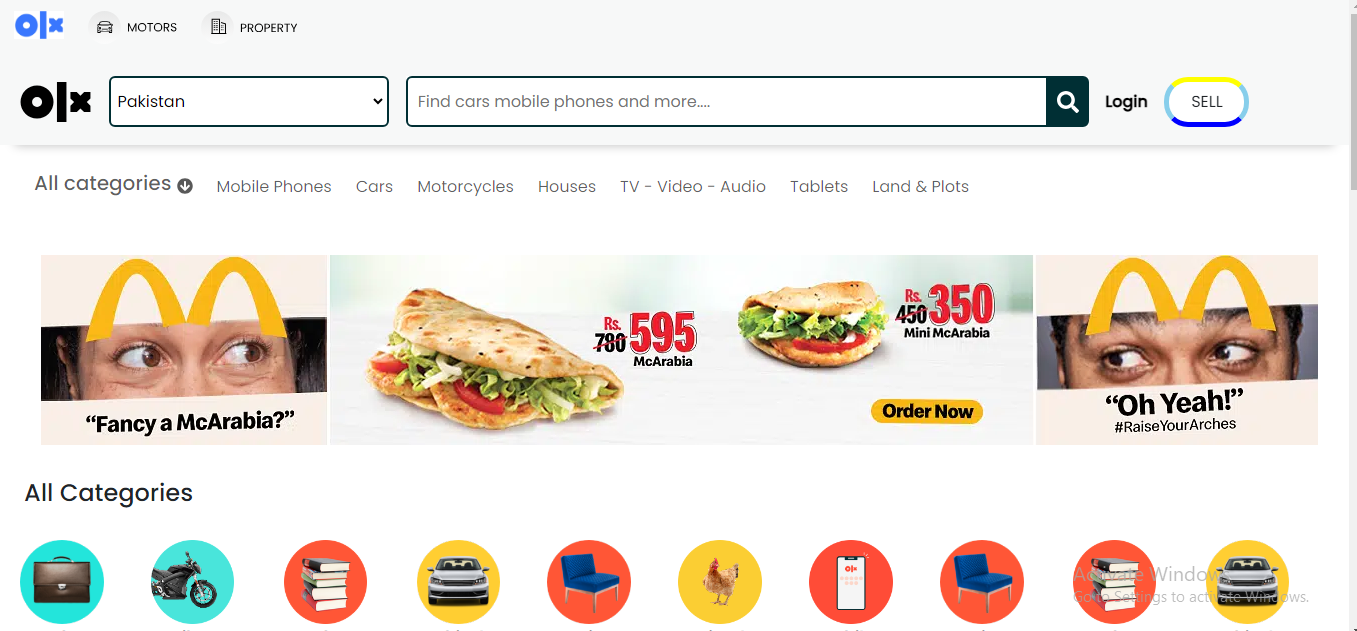 olx MOTORS PROPERTY
olx Pakistan Find cars mobile phones and more.... Login SELL
All categories Mobile Phones Cars Motorcycles Houses TV - Video - Audio Tablets Land & Plots
“Fancy a McArabia?”
Rs.
780 595
McArabia
Rs.
450 350
Mini McArabia
Order Now
“Oh Yeah!”
#RaiseYourArches
All Categories
olx
Activate Windows
Go to Settings to activate Windows.